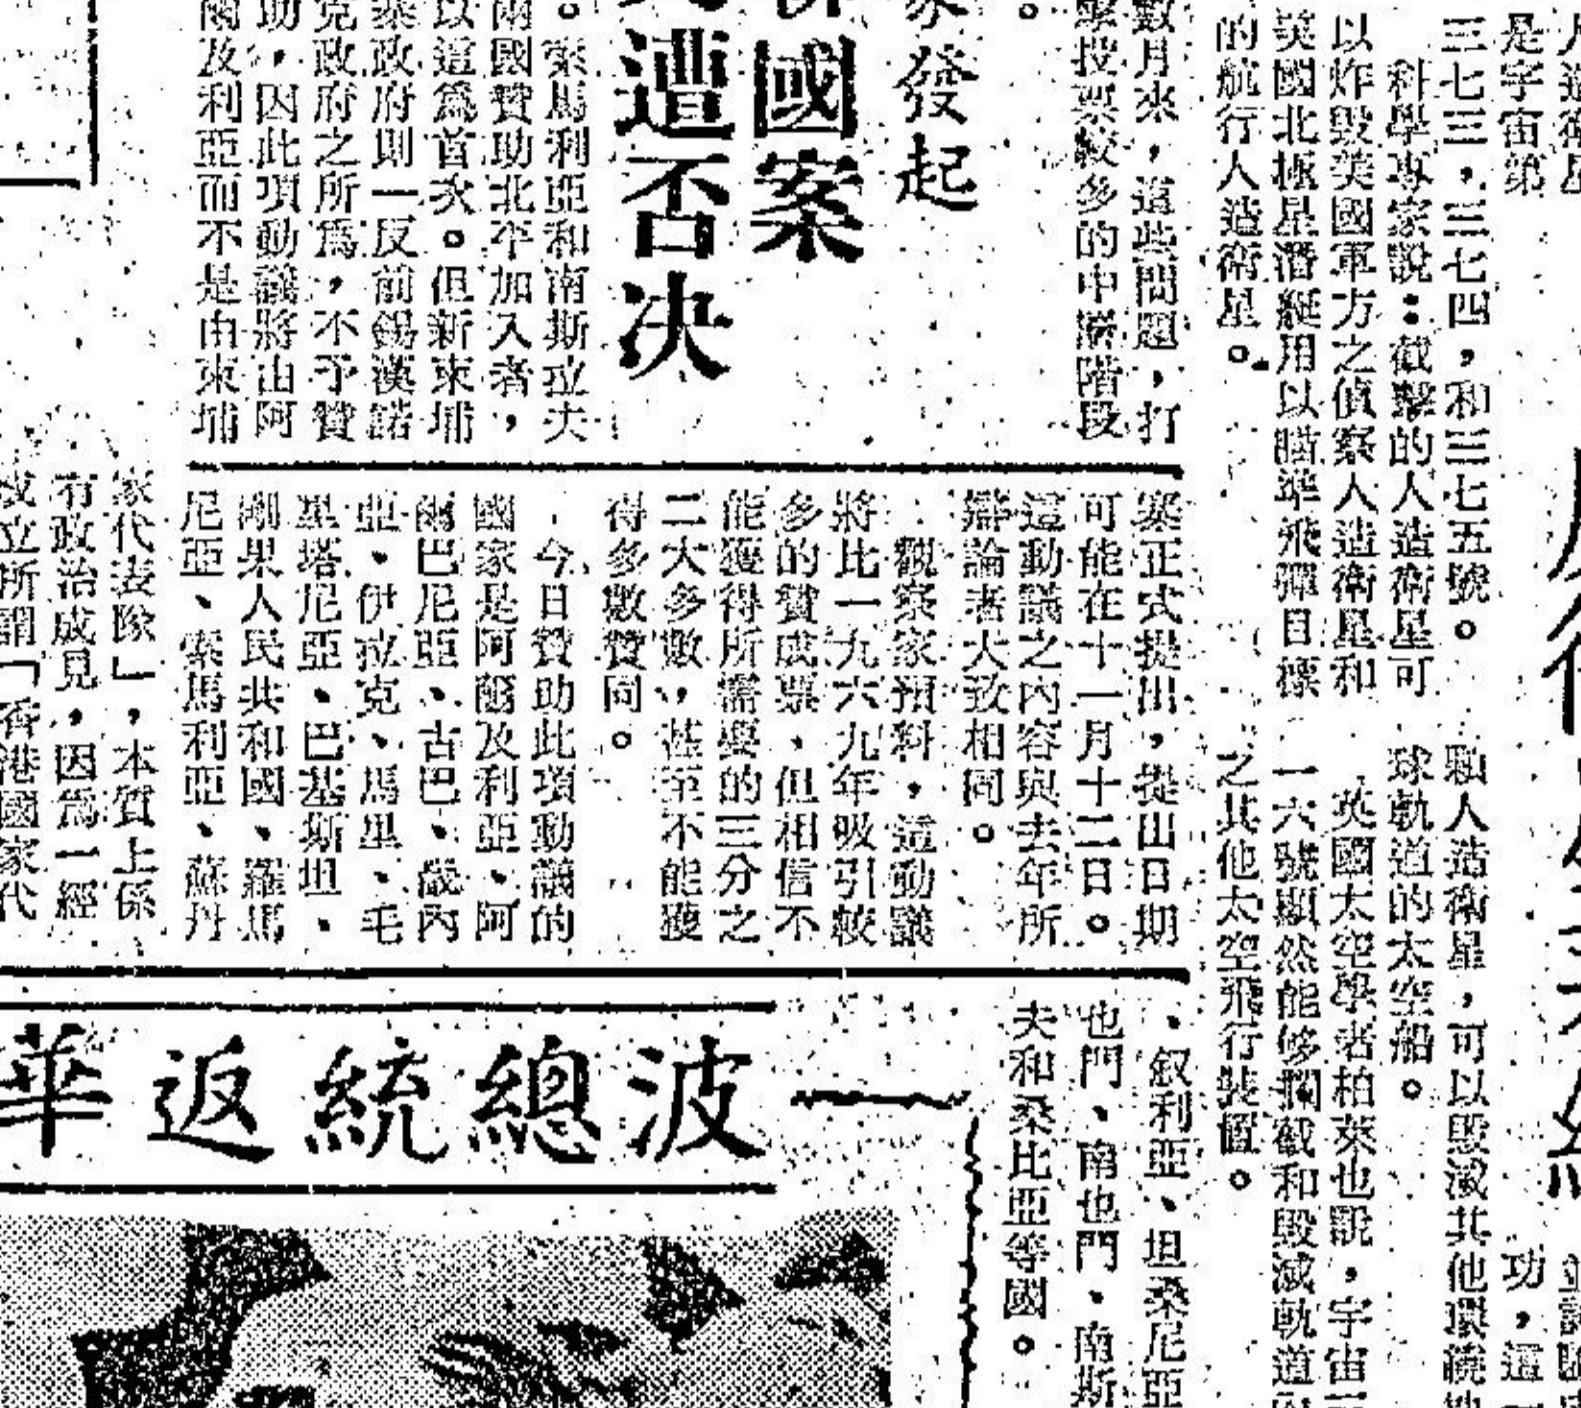 月造衛星
是宇宙第
三七三，三七四，和三七五號。
科學專家說：截擊的人造衛星可
以炸毀美國軍方之偵察人造衛星和
英國北極星潛艇用以瞄準飛彈目標
的航行人造衛星。
顆人造衛星，可以毀滅其他環繞地
球軌道的太空船。
英國太空學者柏萊也說，宇宙
一六號顯然能够攔截和毀滅軌道
之其他太空飛行裝置。
功，這
數月來，這些問題，打
擊投票較多的中斷階段
。
家發起
國案
遭否决
。索馬利亞和南斯拉夫
兩國贊助北平加入者，
以這爲首次。但新柬埔
寨政府則一反前錫漢諾
克政府之所爲，不予贊
助，因此項動議將由阿
爾及利亞而不是由柬埔
寨正式提出，提出日期
可能在十一月十二日。
這動議之內容與去年所
辯論者大致相同。
觀察家預料，這動議
將比一九六九年吸引較
多的贊成票，但相信不
能獲得所需要的三分之
二大多數，甚至不能獲
得多數贊同。
今日贊助此項動議的
國家是阿爾及利亞、阿
爾巴尼亞、古巴、歲內
亞、伊拉克、馬里、毛
里塔尼亞、巴基斯坦、
剛果人民共和國、羅馬
尼亞、索馬利亞、蘇丹
、叙利亞、坦桑尼亞
也門、南也門、南斯
夫和桑比亞等國。
家代表隊」，本質上係
有政治成見，因爲一經
成立所謂「香港國家代
波總統返華